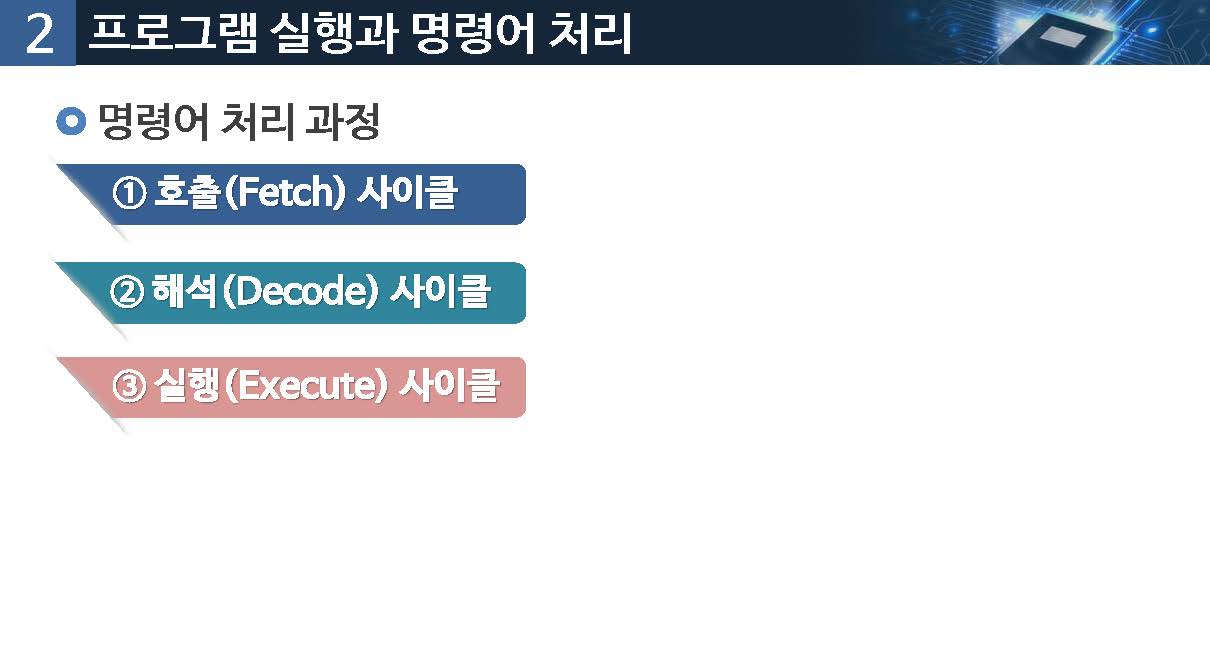 2 프로그램 실행과 명령어 처리
명령어 처리 과정
① 호출(Fetch) 사이클
② 해석(Decode) 사이클
③ 실행(Execute) 사이클